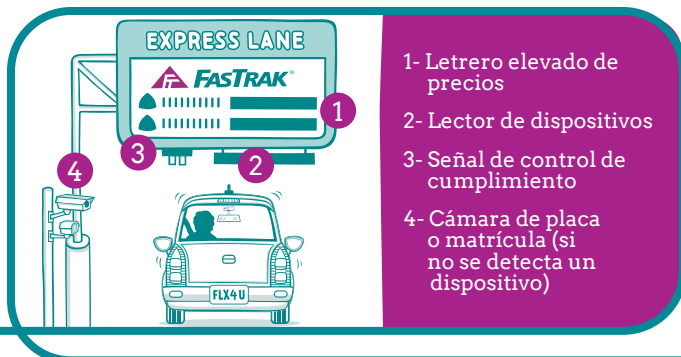 EXPRESS LANE
FASTRAK®
1
3
2
4
FLX4U
1- Letrero elevado de
precios
2- Lector de dispositivos
3- Señal de control de
cumplimiento
4- Cámara de placa
o matrícula (si
no se detecta un
dispositivo)